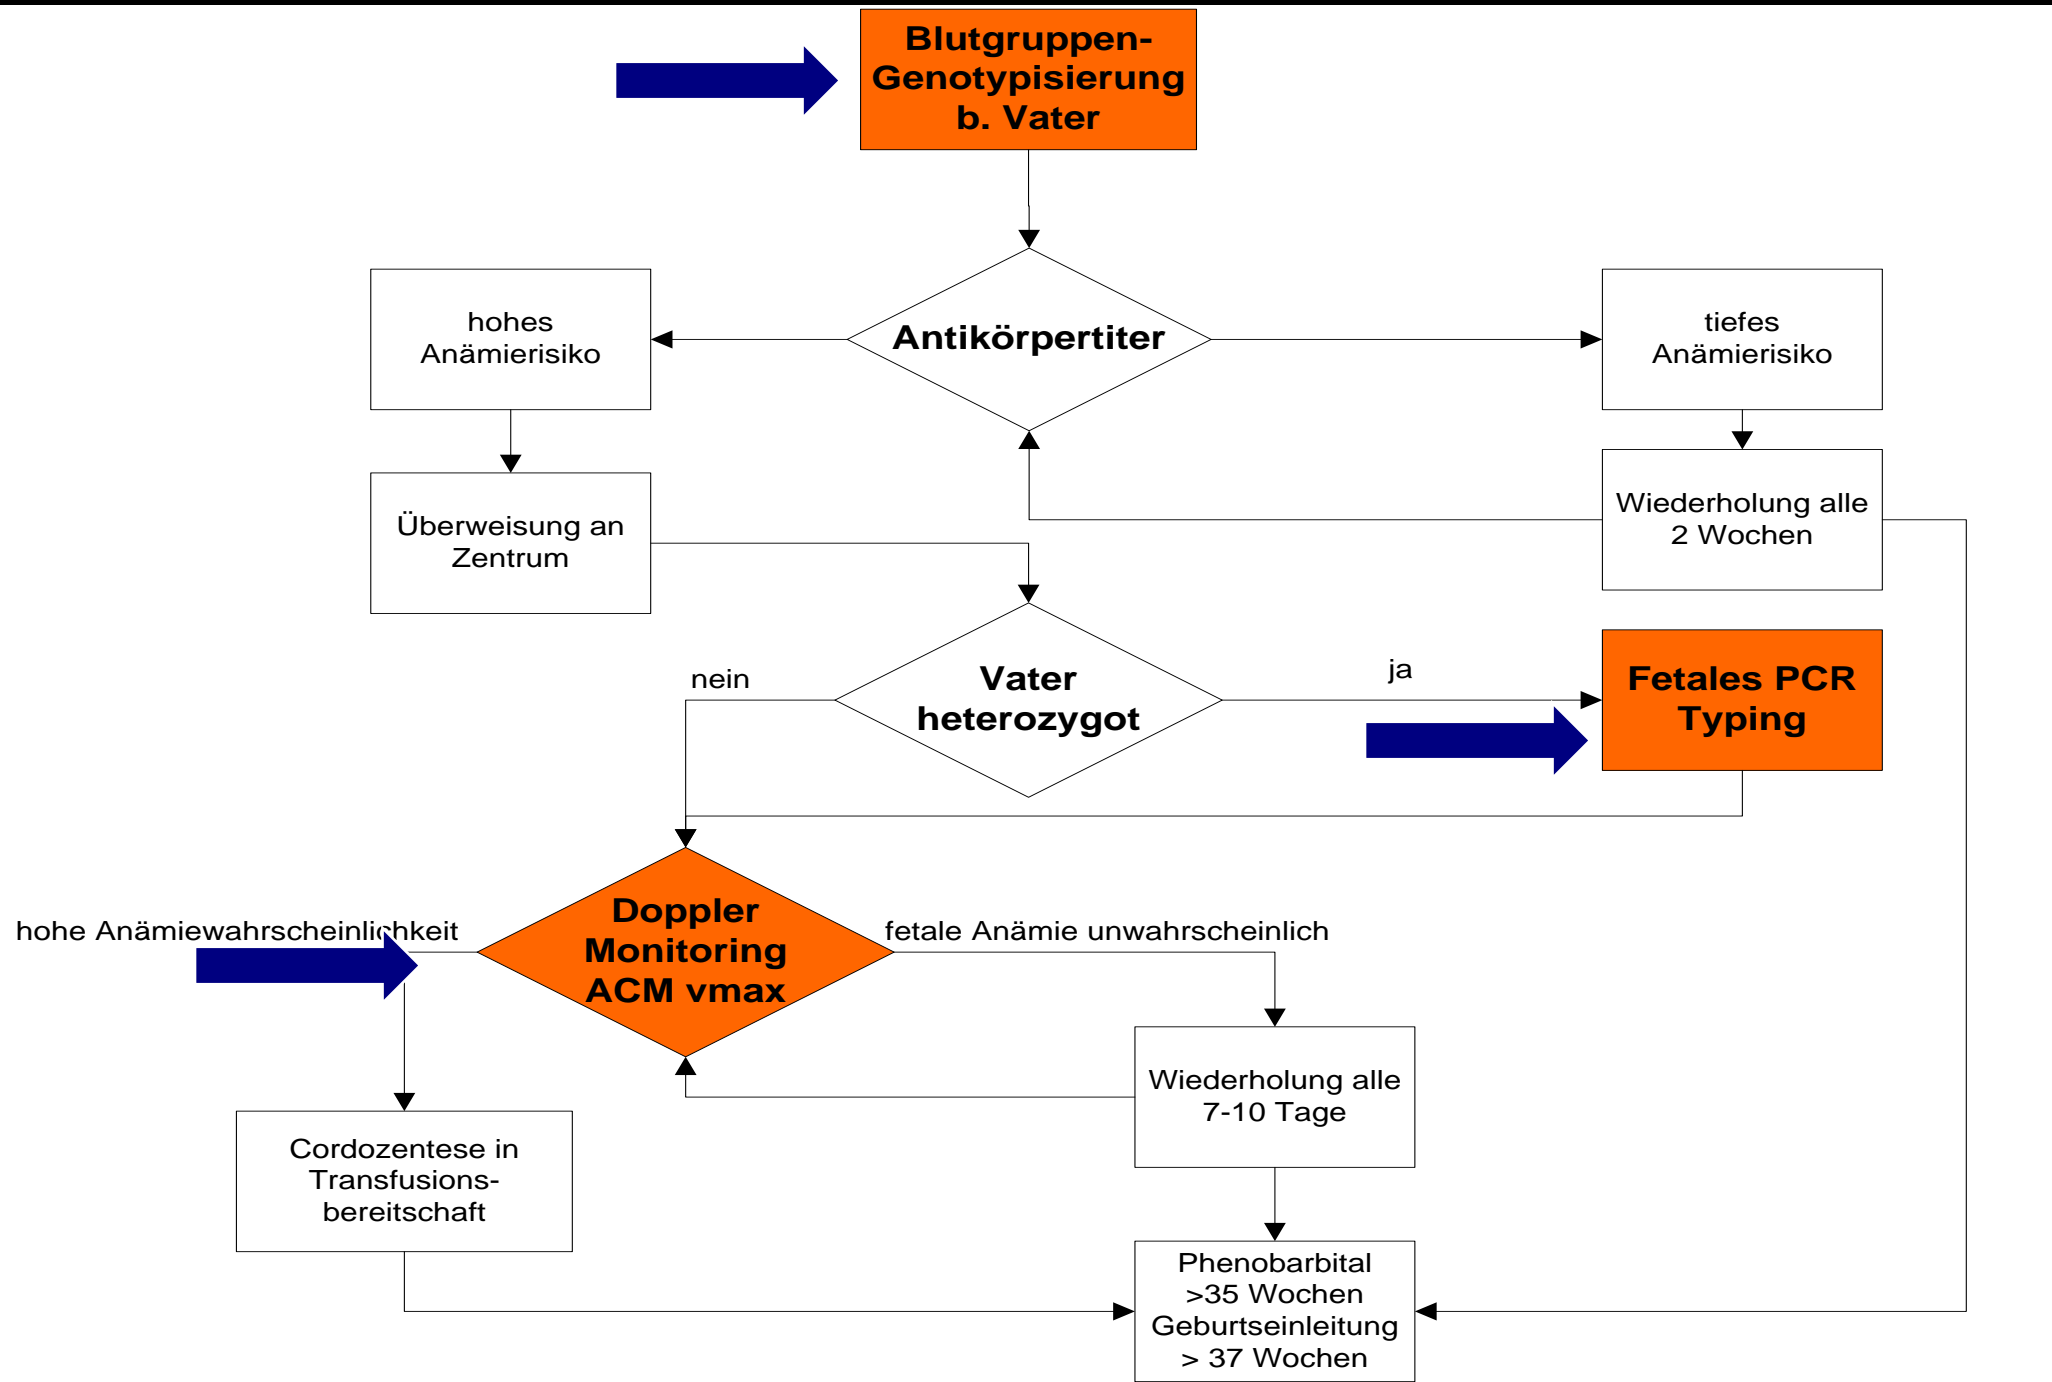 Blutgruppen-
Genotypisierung
b. Vater
hohes
Anämierisiko
Antikörpertiter
tiefes
Anämierisiko
Überweisung an
Zentrum
Wiederholung alle
2 Wochen
nein
Vater
heterozygot
ja
Fetales PCR
Typing
hohe Anämiewahrscheinlichkeit
Doppler
Monitoring
ACM vmax
fetale Anämie unwahrscheinlich
Wiederholung alle
7-10 Tage
Cordozentese in
Transfusions-
bereitschaft
Phenobarbital
>35 Wochen
Geburtseinleitung
> 37 Wochen